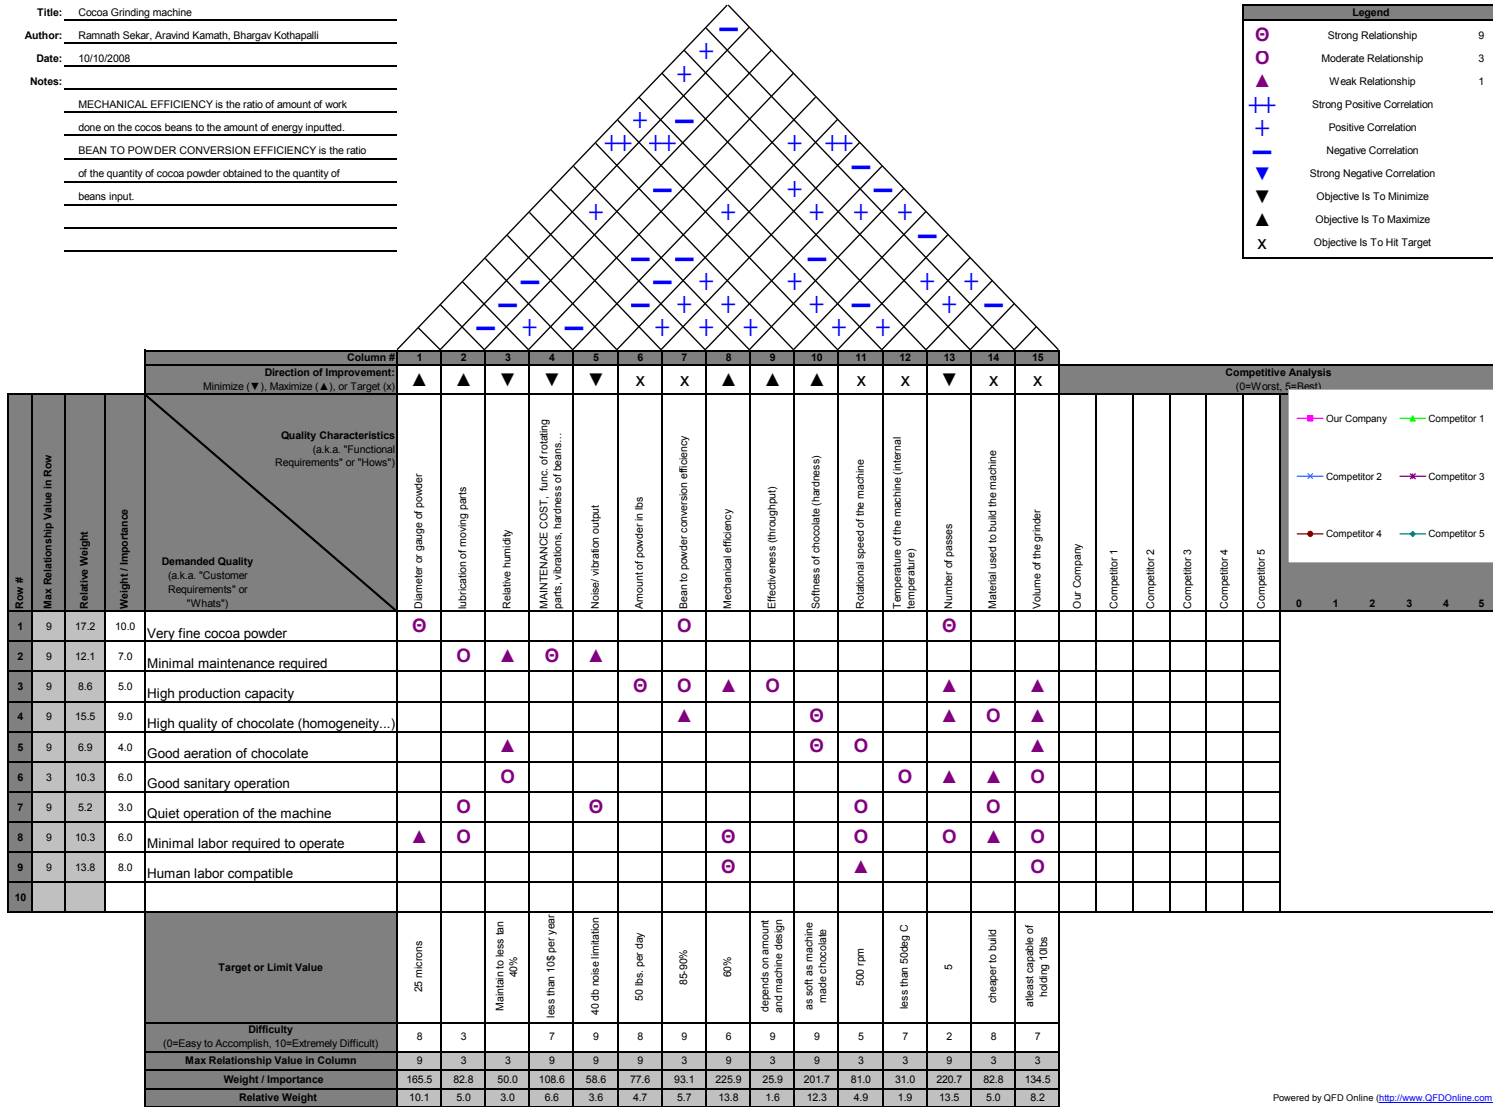 Title: Cocoa Grinding machine
Author: Ramnath Sekar, Aravind Kamath, Bhargav Kothapalli
Date: 10/10/2008
Notes:
MECHANICAL EFFICIENCY is the ratio of amount of work
done on the cocos beans to the amount of energy inputted.
BEAN TO POWDER CONVERSION EFFICIENCY is the ratio
of the quantity of cocoa powder obtained to the quantity of
beans input.
Legend
Θ Strong Relationship 9
Ο Moderate Relationship 3
▲ Weak Relationship 1
┼┼ Strong Positive Correlation
┼ Positive Correlation
▬ Negative Correlation
▼ Strong Negative Correlation
▼ Objective Is To Minimize
▲ Objective Is To Maximize
x Objective Is To Hit Target
Column # 1 2 3 4 5 6 7 8 9 10 11 12 13 14 15
Direction of Improvement:
Minimize (▼), Maximize (▲), or Target (x)
▲ ▲ ▼ ▼ ▼ x x ▲ ▲ ▲ x x ▼ x x
Competitive Analysis
(0=Worst, 5=Best)
Row #
Max Relationship Value in Row
Relative Weight
Weight / Importance
Quality Characteristics
(a.k.a. "Functional
Requirements" or "Hows")
Demanded Quality
(a.k.a. "Customer
Requirements" or
"Whats")
Diameter or gauge of powder
lubrication of moving parts
Relative humidity
MAINTENANCE COST, func. of rotating
parts, vibrations, hardness of beans...
Noise/ vibration output
Amount of powder in lbs
Bean to powder conversion efficiency
Mechanical efficiency
Effectiveness (throughput)
Softness of chocolate (hardness)
Rotational speed of the machine
Temperature of the machine (internal
temperature)
Number of passes
Material used to build the machine
Volume of the grinder
Our Company
Competitor 1
Competitor 2
Competitor 3
Competitor 4
Competitor 5
Our Company Competitor 1
Competitor 2 Competitor 3
Competitor 4 Competitor 5
0 1 2 3 4 5
1 9 17.2 10.0 Very fine cocoa powder Θ Ο Θ
2 9 12.1 7.0 Minimal maintenance required Ο ▲ Θ ▲
3 9 8.6 5.0 High production capacity Θ Ο ▲ Ο ▲ ▲
4 9 15.5 9.0 High quality of chocolate (homogeneity...) ▲ Θ ▲ Ο ▲
5 9 6.9 4.0 Good aeration of chocolate ▲ Θ Ο ▲
6 3 10.3 6.0 Good sanitary operation Ο Ο ▲ ▲ Ο
7 9 5.2 3.0 Quiet operation of the machine Ο Θ Ο Ο
8 9 10.3 6.0 Minimal labor required to operate ▲ Ο Θ Ο Ο ▲ Ο
9 9 13.8 8.0 Human labor compatible Θ ▲ Ο
10
Target or Limit Value
25 microns
Maintain to less tan
40%
less than 10$ per year
40 db noise limitation
50 lbs. per day
85-90%
60%
depends on amount
and machine design
as soft as machine
made chocolate
500 rpm
less than 50deg C
5
cheaper to build
atleast capable of
holding 10lbs
Difficulty
(0=Easy to Accomplish, 10=Extremely Difficult)
8 3 7 9 8 9 6 9 9 5 7 2 8 7
Max Relationship Value in Column 9 3 3 9 9 9 3 9 3 9 3 3 9 3 3
Weight / Importance 165.5 82.8 50.0 108.6 58.6 77.6 93.1 225.9 25.9 201.7 81.0 31.0 220.7 82.8 134.5
Relative Weight 10.1 5.0 3.0 6.6 3.6 4.7 5.7 13.8 1.6 12.3 4.9 1.9 13.5 5.0 8.2
Powered by QFD Online (http://www.QFDOnline.com